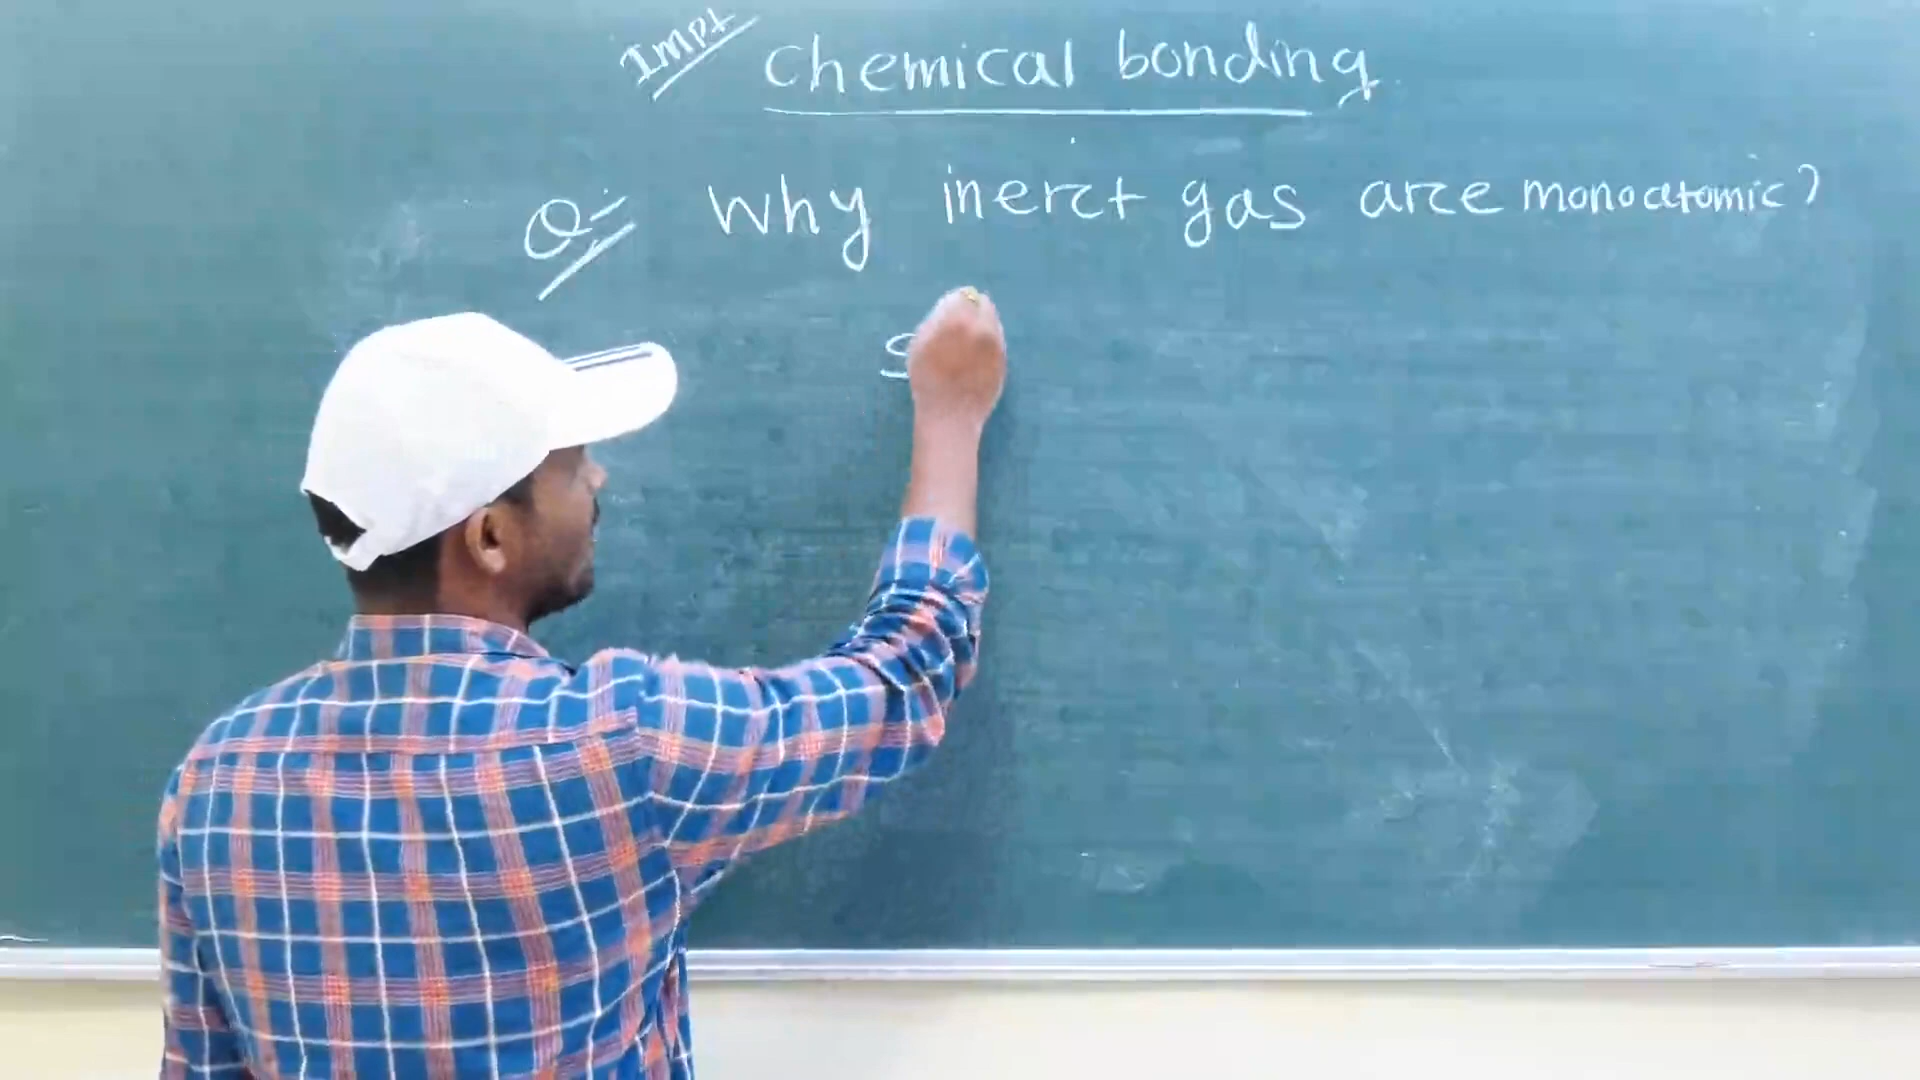 Impt
Chemical bonding
Q:- Why inert gas are monoatomic?
S